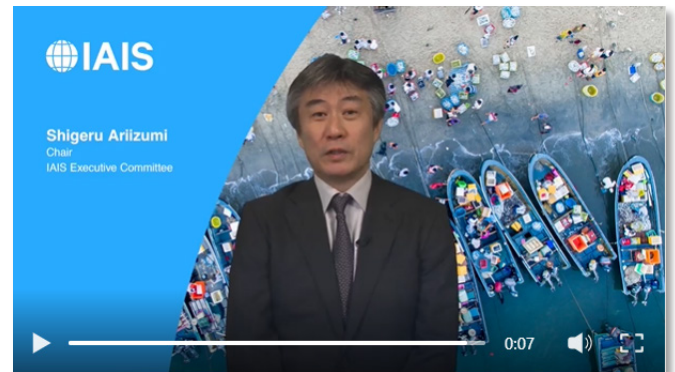 IAIS
Shigeru Ariizumi
Chair
IAIS Executive Committee
0:07